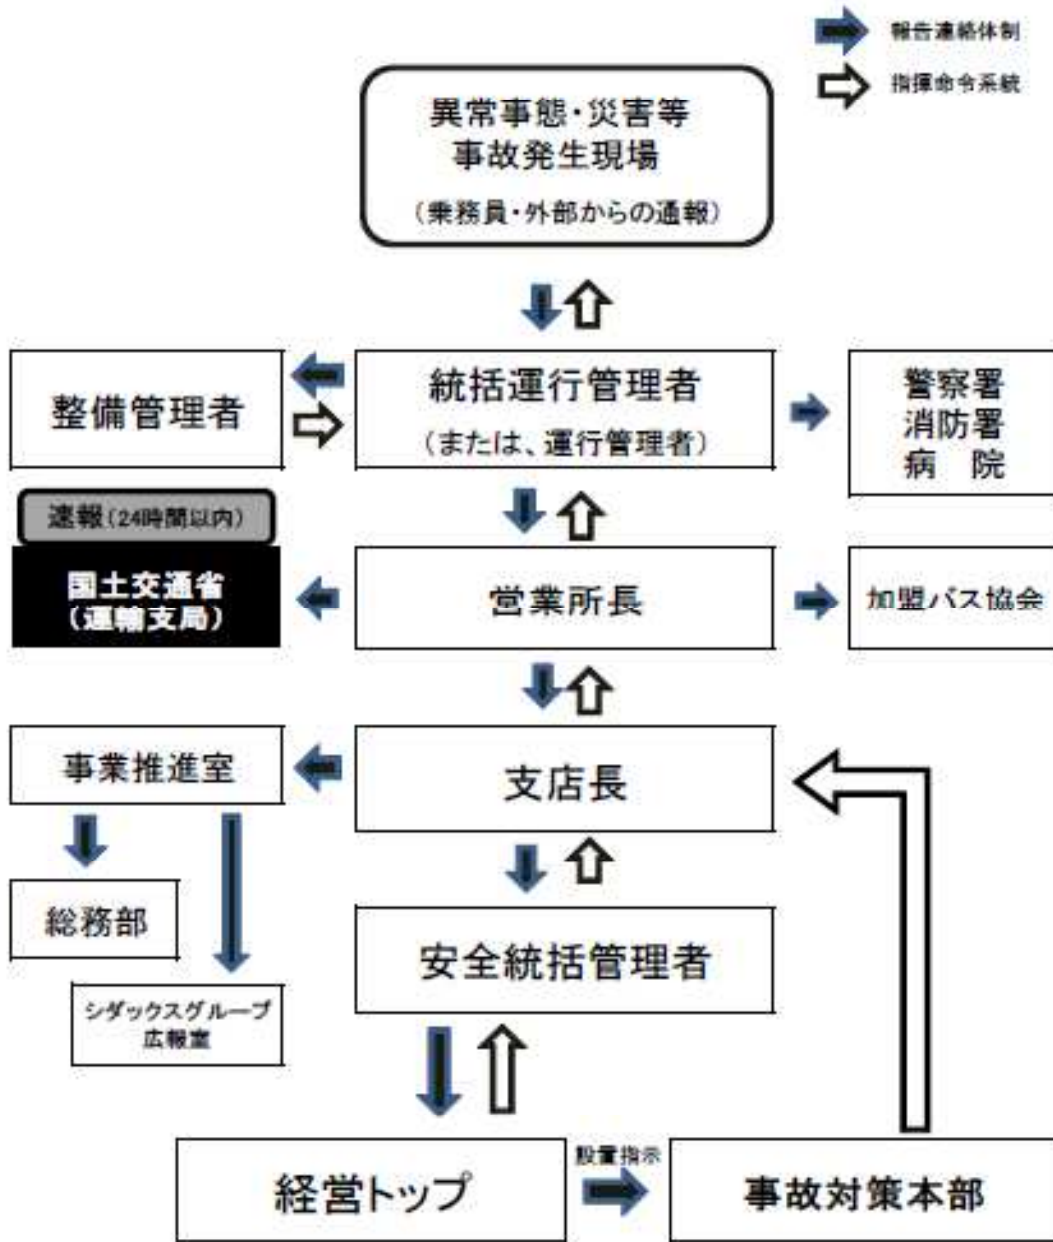 報告連絡体制
指揮命令系統
異常事態・災害等
事故発生現場
（乗務員・外部からの通報）
整備管理者
統括運行管理者
（または、運行管理者）
警察署
消防署
病　院
速報（24時間以内）
国土交通省
（運輸支局）
営業所長
加盟バス協会
事業推進室
支店長
総務部
安全統括管理者
シダックスグループ
広報室
経営トップ
設置指示
事故対策本部